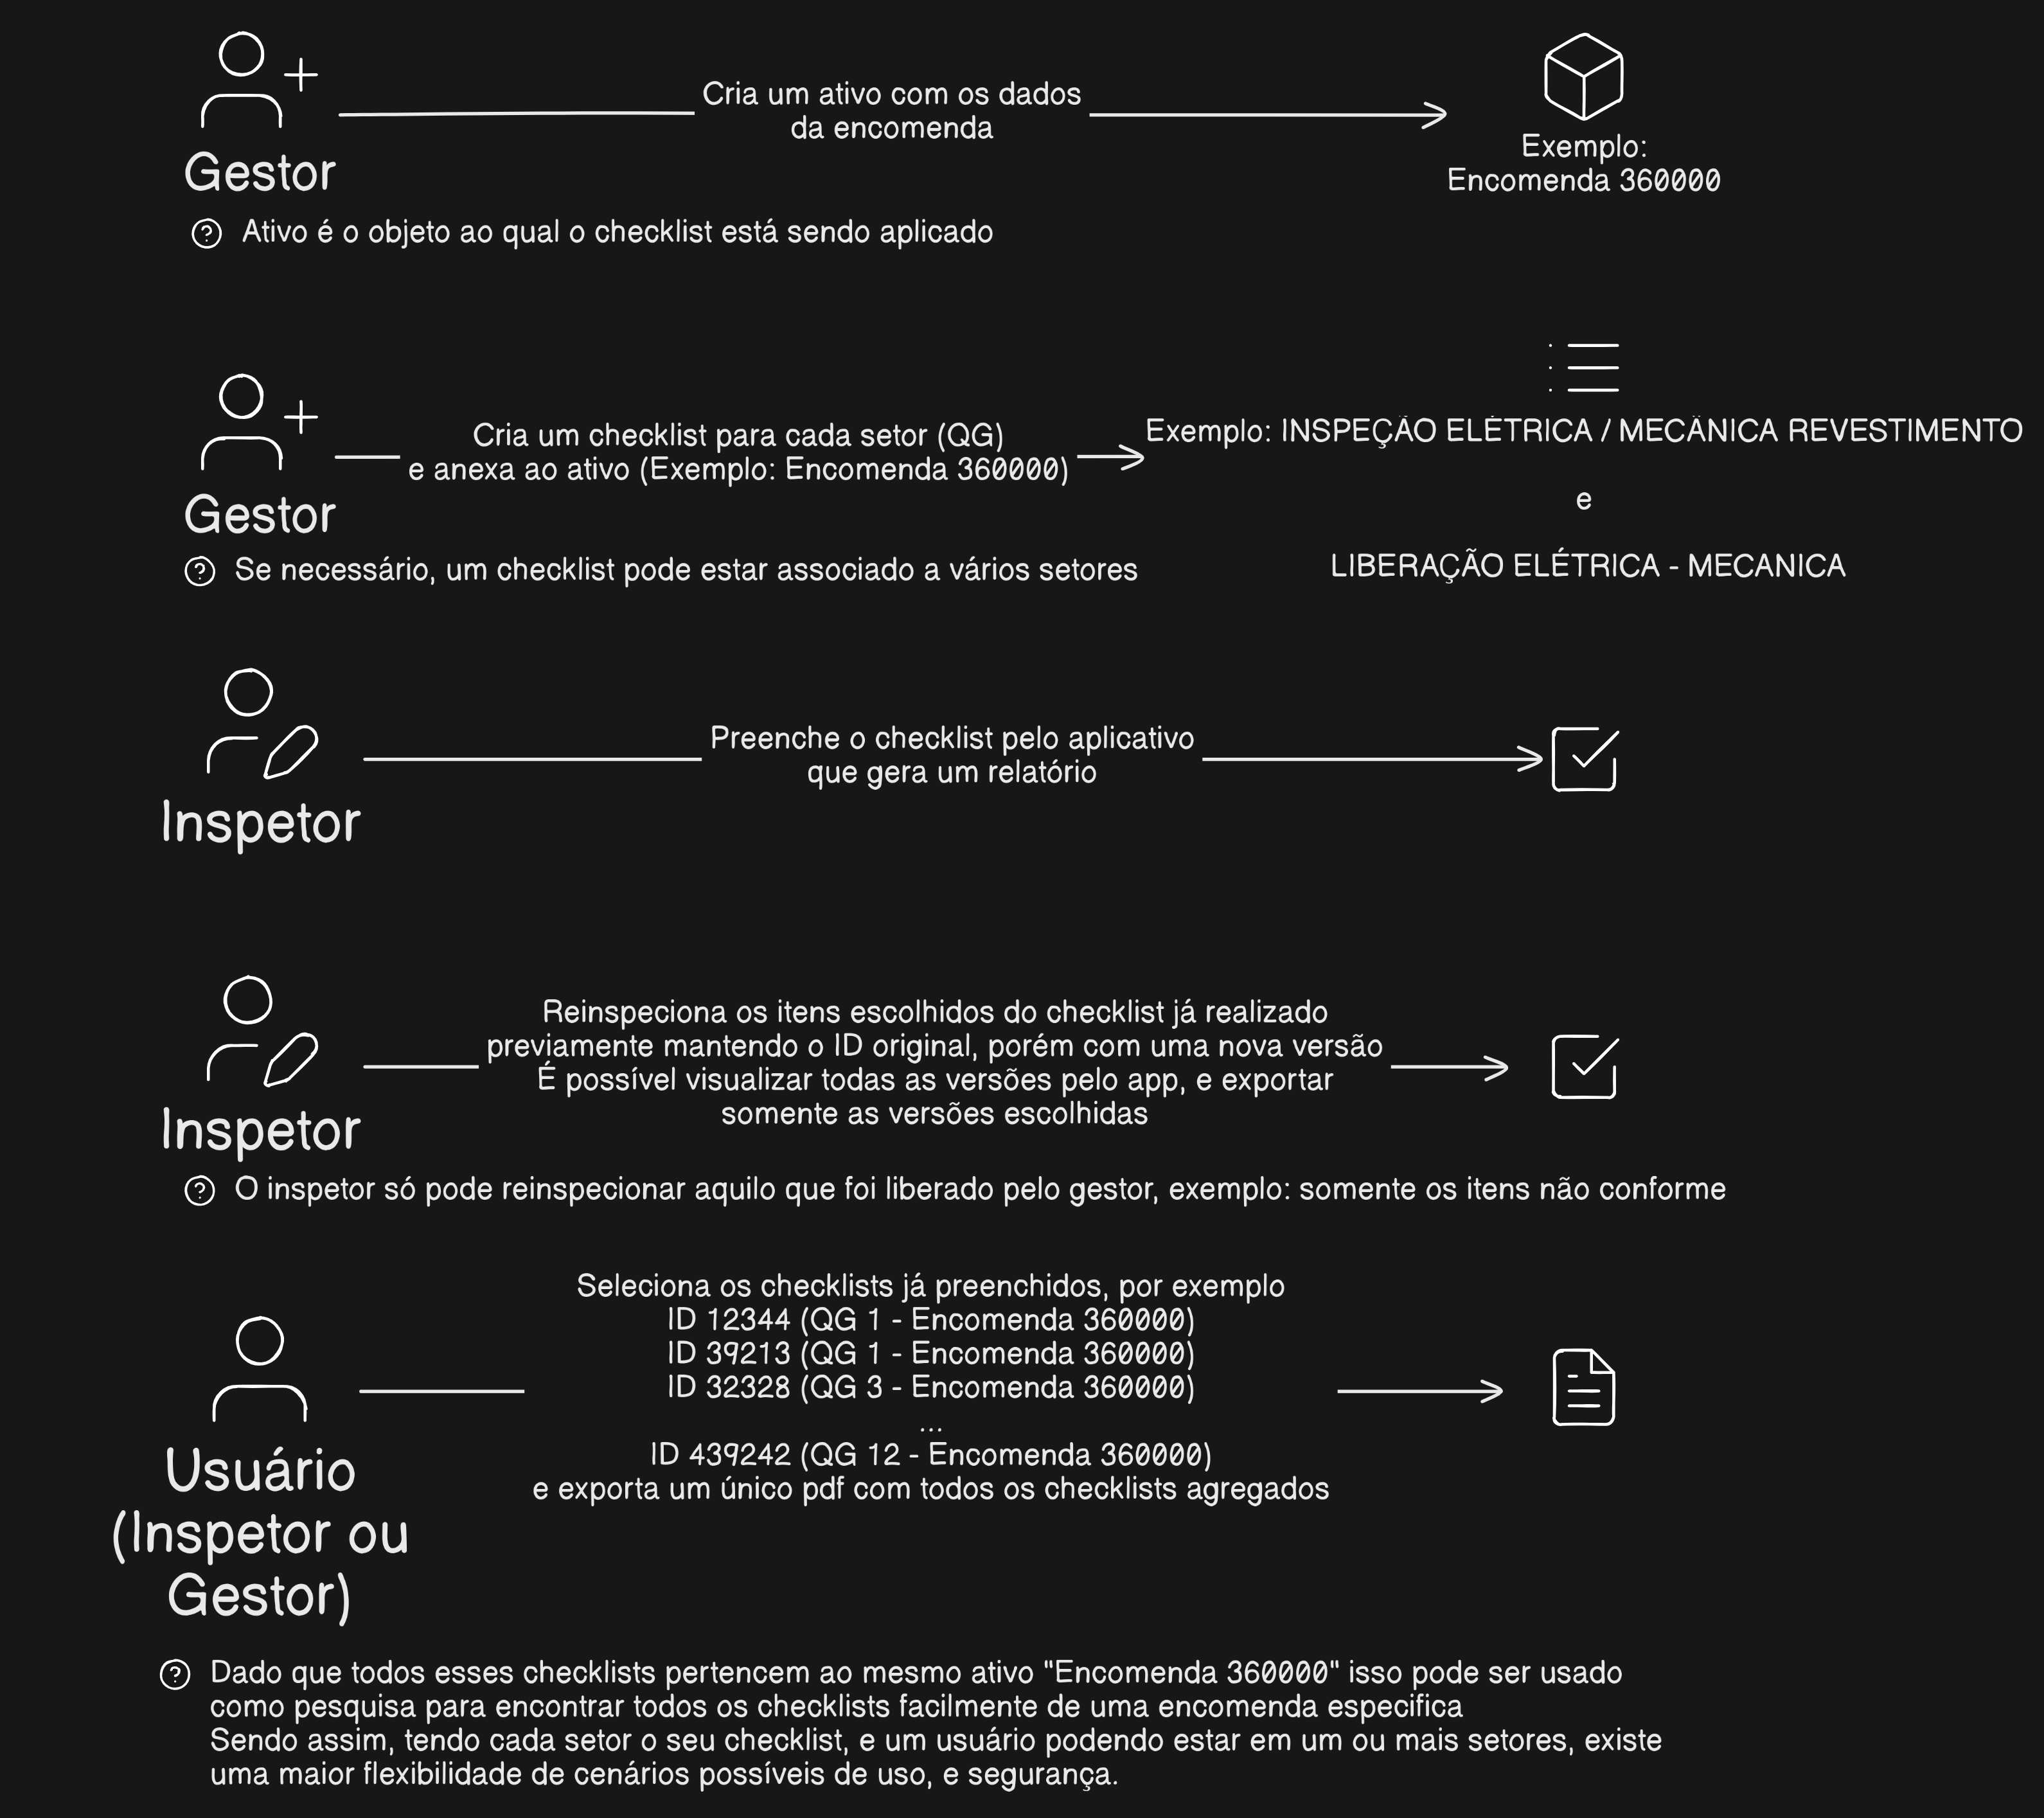 Cria um ativo com os dados
da encomenda
Gestor
Exemplo:
Encomenda 360000
? Ativo é o objeto ao qual o checklist está sendo aplicado
Cria um checklist para cada setor (QG)
e anexa ao ativo (Exemplo: Encomenda 360000)
Gestor
Exemplo: INSPEÇÃO ELÉTRICA / MECÂNICA REVESTIMENTO
e
LIBERAÇÃO ELÉTRICA - MECANICA
? Se necessário, um checklist pode estar associado a vários setores
Preenche o checklist pelo aplicativo
que gera um relatório
Inspetor
Reinspeciona os itens escolhidos do checklist já realizado
previamente mantendo o ID original, porém com uma nova versão
É possível visualizar todas as versões pelo app, e exportar
somente as versões escolhidas
Inspetor
? O inspetor só pode reinspecionar aquilo que foi liberado pelo gestor, exemplo: somente os itens não conforme
Seleciona os checklists já preenchidos, por exemplo
ID 12344 (QG 1 - Encomenda 360000)
ID 39213 (QG 1 - Encomenda 360000)
ID 32328 (QG 3 - Encomenda 360000)
...
ID 439242 (QG 12 - Encomenda 360000)
e exporta um único pdf com todos os checklists agregados
Usuário
(Inspetor ou
Gestor)
? Dado que todos esses checklists pertencem ao mesmo ativo "Encomenda 360000" isso pode ser usado
como pesquisa para encontrar todos os checklists facilmente de uma encomenda especifica
Sendo assim, tendo cada setor o seu checklist, e um usuário podendo estar em um ou mais setores, existe
uma maior flexibilidade de cenários possíveis de uso, e segurança.